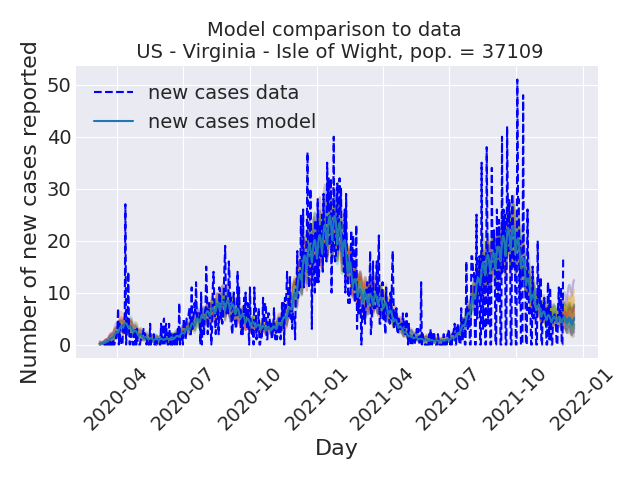 Model comparison to data
US - Virginia - Isle of Wight, pop. = 37109
new cases data
new cases model
Number of new cases reported
50
40
30
20
10
0
2020-04
2020-07
2020-10
2021-01
2021-04
2021-07
2021-10
2022-01
Day